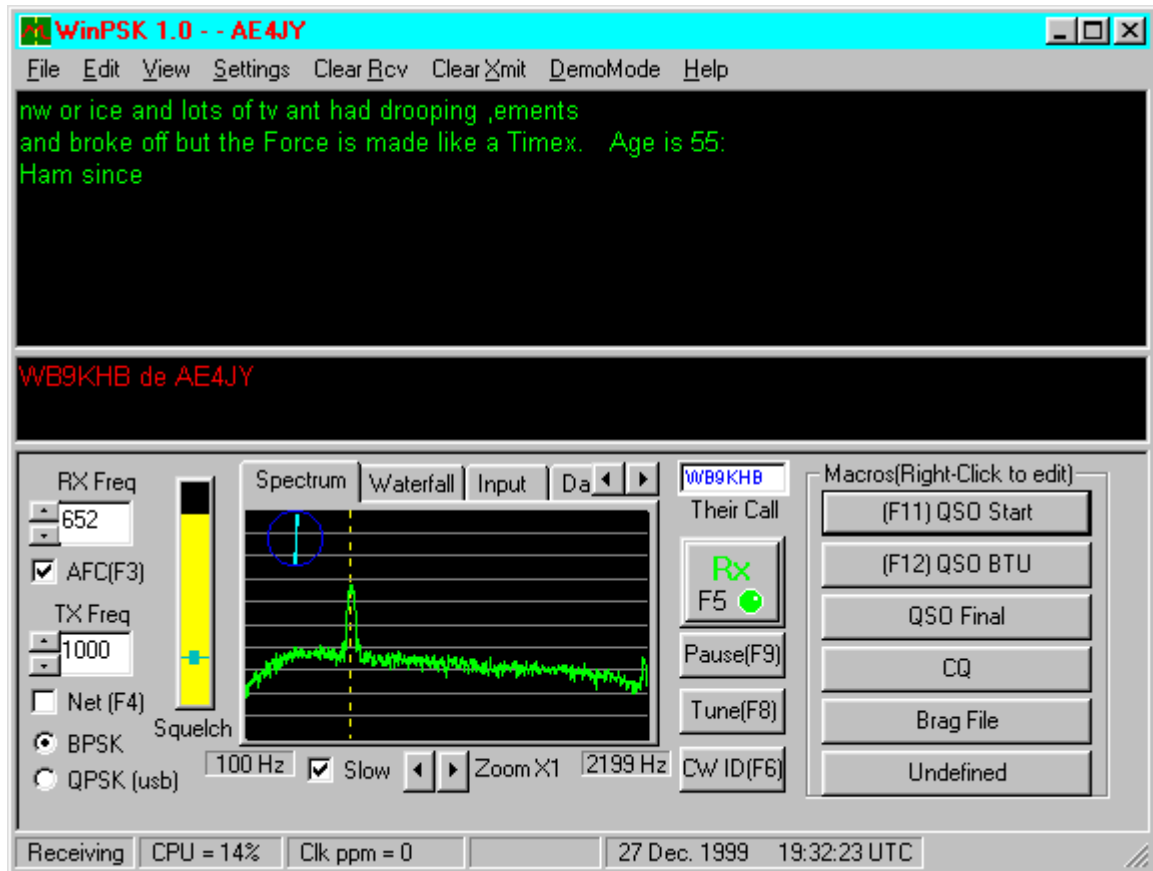 WinPSK 1.0 - - AE4JY
File Edit View Settings Clear Rcv Clear Xmit DemoMode Help
nw or ice and lots of tv ant had drooping ,ements
and broke off but the Force is made like a Timex. Age is 55:
Ham since
WB9KHB de AE4JY
RX Freq
652
AFC(F3)
TX Freq
1000
Net (F4)
BPSK
QPSK (usb)
Squelch
Spectrum Waterfall Input Da
100 Hz Slow Zoom X1 2199 Hz
WB9KHB
Their Call
Rx
F5
Pause(F9)
Tune(F8)
CW ID(F6)
Macros(Right-Click to edit)
(F11) QSO Start
(F12) QSO BTU
QSO Final
CQ
Brag File
Undefined
Receiving CPU = 14% Clk ppm = 0 27 Dec. 1999 19:32:23 UTC